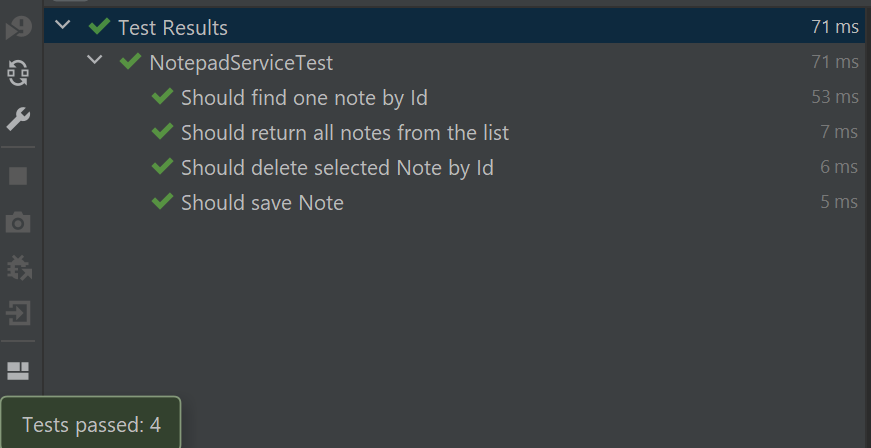 Test Results 71 ms
NotepadServiceTest 71 ms
Should find one note by Id 53 ms
Should return all notes from the list 7 ms
Should delete selected Note by Id 6 ms
Should save Note 5 ms
Tests passed: 4